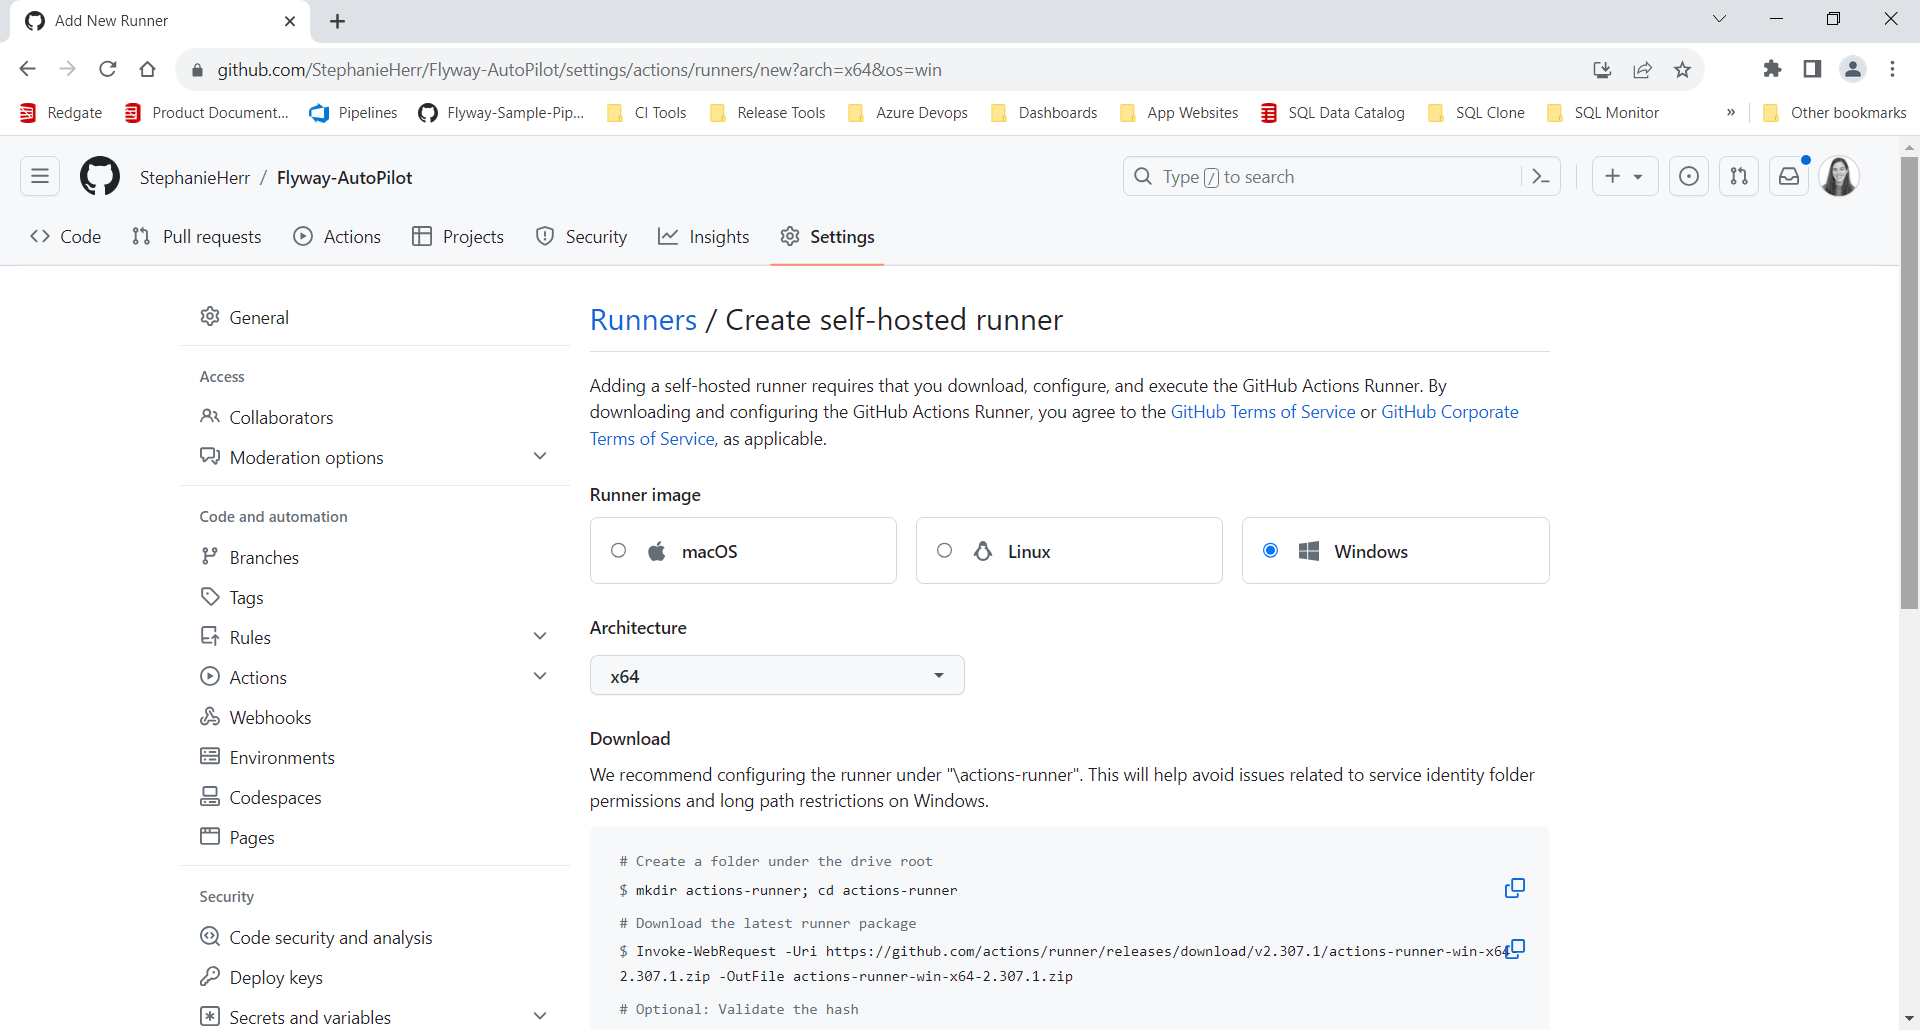 Add New Runner
github.com/StephanieHerr/Flyway-AutoPilot/settings/actions/runners/new?arch=x64&os=win
Redgate
Product Document...
Pipelines
Flyway-Sample-Pip...
CI Tools
Release Tools
Azure Devops
Dashboards
App Websites
SQL Data Catalog
SQL Clone
SQL Monitor
»
Other bookmarks
StephanieHerr / Flyway-AutoPilot
Type / to search
Code
Pull requests
Actions
Projects
Security
Insights
Settings
General
Access
Collaborators
Moderation options
Code and automation
Branches
Tags
Rules
Actions
Webhooks
Environments
Codespaces
Pages
Security
Code security and analysis
Deploy keys
Secrets and variables
Runners / Create self-hosted runner
Adding a self-hosted runner requires that you download, configure, and execute the GitHub Actions Runner. By
downloading and configuring the GitHub Actions Runner, you agree to the GitHub Terms of Service or GitHub Corporate
Terms of Service, as applicable.
Runner image
macOS
Linux
Windows
Architecture
x64
Download
We recommend configuring the runner under "\actions-runner". This will help avoid issues related to service identity folder
permissions and long path restrictions on Windows.
# Create a folder under the drive root
$ mkdir actions-runner; cd actions-runner
# Download the latest runner package
$ Invoke-WebRequest -Uri https://github.com/actions/runner/releases/download/v2.307.1/actions-runner-win-x64
2.307.1.zip -OutFile actions-runner-win-x64-2.307.1.zip
# Optional: Validate the hash